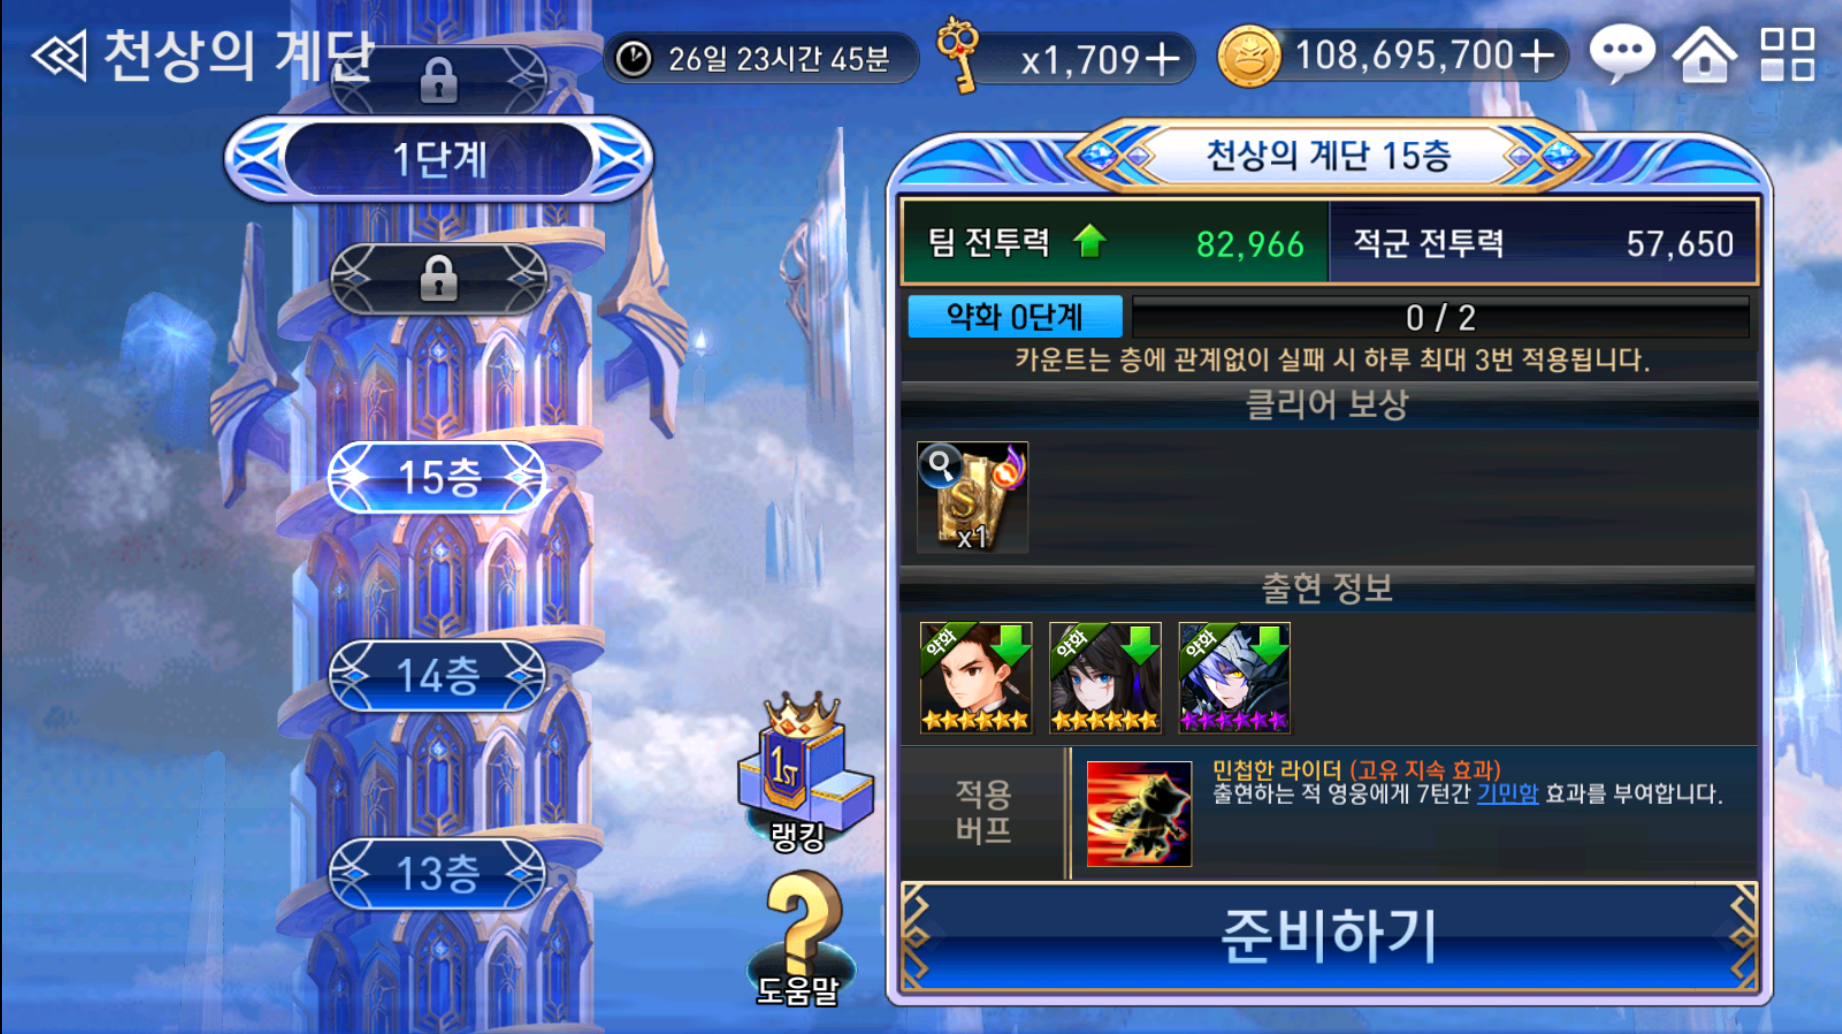 천상의 계단
26일 23시간 45분
x1,709
108,695,700
1단계
15층
14층
13층
1ST
랭킹
도움말
천상의 계단 15층
팀 전투력 82,966
적군 전투력 57,650
약화 0단계
0 / 2
카운트는 층에 관계없이 실패 시 하루 최대 3번 적용됩니다.
클리어 보상
S
x1
출현 정보
약화
약화
약화
적용
버프
민첩한 라이더 (고유 지속 효과)
출현하는 적 영웅에게 7턴간 기민함 효과를 부여합니다.
준비하기